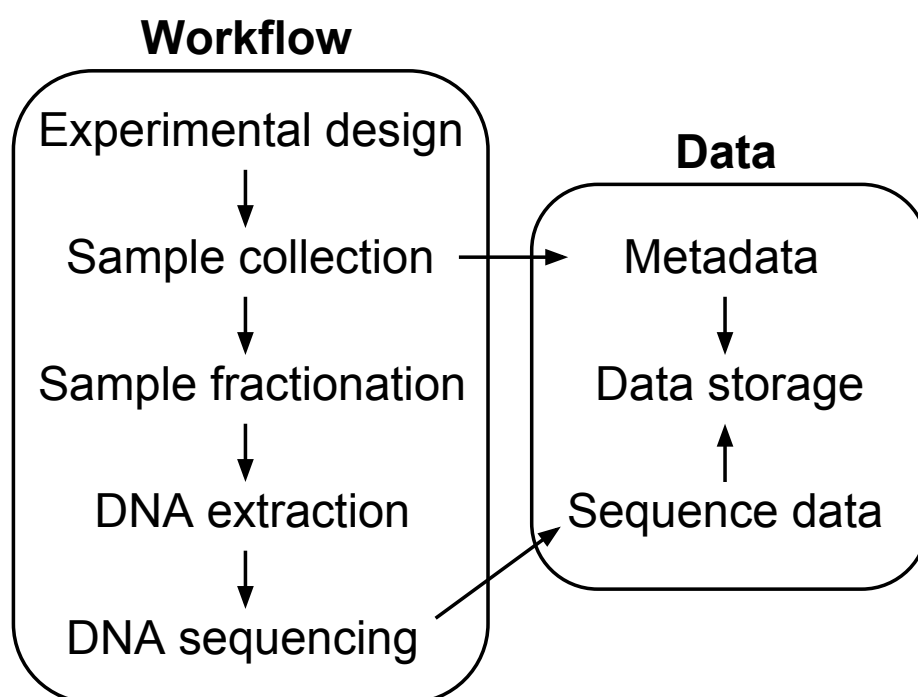 Workflow
Experimental design
Sample collection
Sample fractionation
DNA extraction
DNA sequencing
Data
Metadata
Data storage
Sequence data